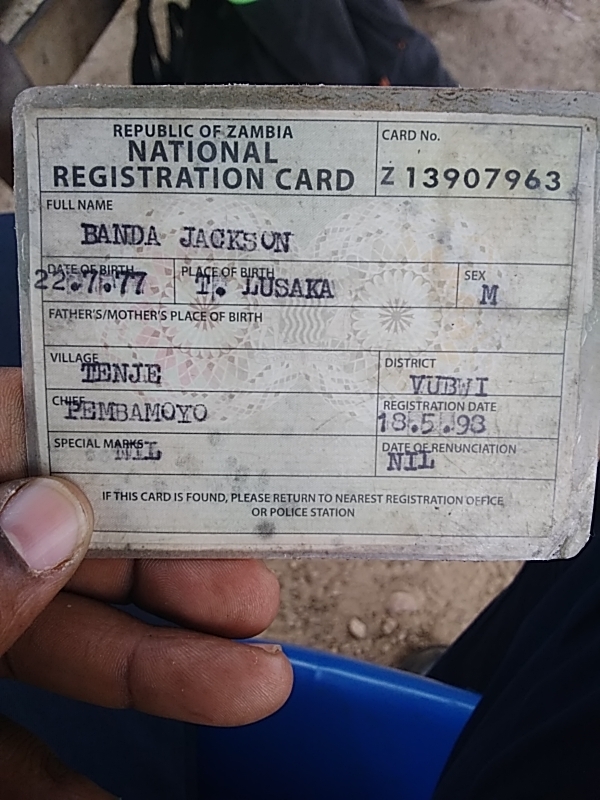 REPUBLIC OF ZAMBIA
NATIONAL
REGISTRATION CARD
CARD No.
Z 13907963
FULL NAME
BANDA JACKSON
DATE OF BIRTH
22.7.77
PLACE OF BIRTH
T. LUSAKA
SEX
M
FATHER'S/MOTHER'S PLACE OF BIRTH
VILLAGE
TENJE
DISTRICT
VUBWI
CHIEF
PEMBAMOYO
REGISTRATION DATE
18.5.98
SPECIAL MARKS
NIL
DATE OF RENUNCIATION
NIL
IF THIS CARD IS FOUND, PLEASE RETURN TO NEAREST REGISTRATION OFFICE
OR POLICE STATION